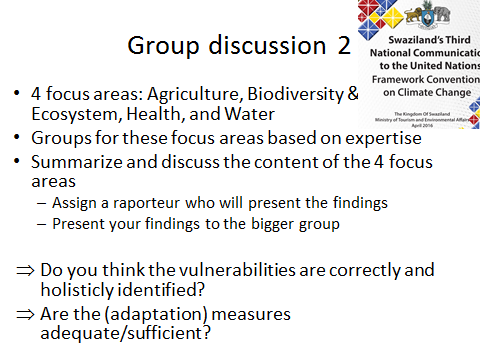 Group discussion 2
Swaziland's Third
National Communicatio
to the United Nations
Framework Convention
on Climate Change
The Kingdom Of Swaziland
Ministry of Tourism and Environmental Affairs
April 2016
• 4 focus areas: Agriculture, Biodiversity &
Ecosystem, Health, and Water
• Groups for these focus areas based on expertise
• Summarize and discuss the content of the 4 focus
areas
– Assign a raporteur who will present the findings
– Present your findings to the bigger group
⇒ Do you think the vulnerabilities are correctly and
holisticly identified?
⇒ Are the (adaptation) measures
adequate/sufficient?